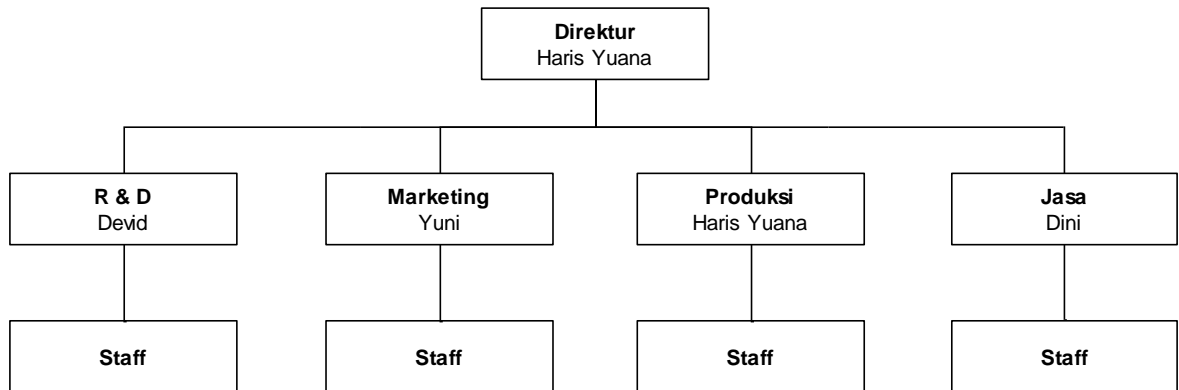 Direktur
Haris Yuana
R & D
Devid
Marketing
Yuni
Produksi
Haris Yuana
Jasa
Dini
Staff
Staff
Staff
Staff